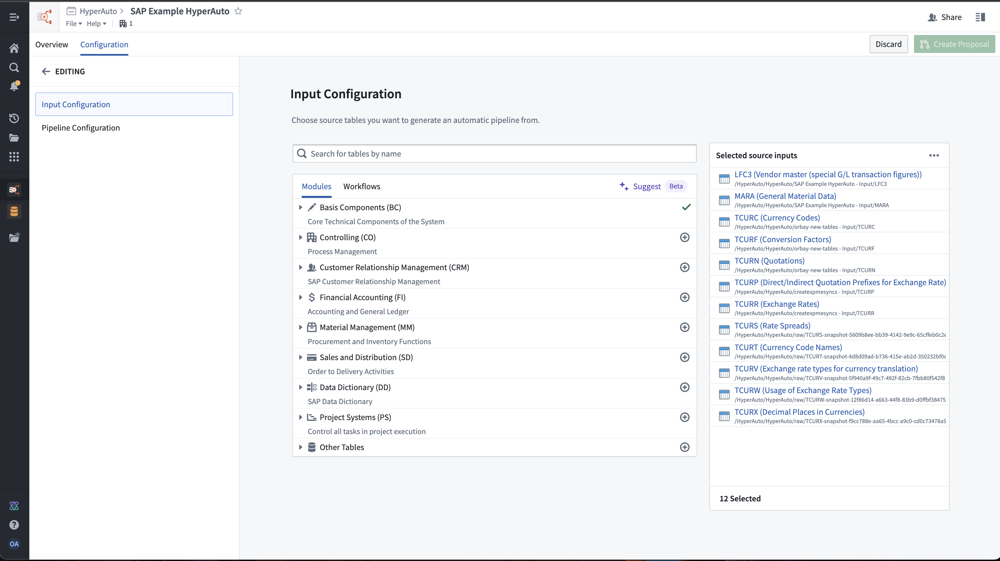 HyperAuto
SAP Example HyperAuto
File
Help
1
Share
Overview
Configuration
Discard
Create Proposal
EDITING
Input Configuration
Pipeline Configuration
Input Configuration
Choose source tables you want to generate an automatic pipeline from.
Search for tables by name
Modules
Workflows
Suggest
Beta
Basis Components (BC)
Core Technical Components of the System
Controlling (CO)
Process Management
Customer Relationship Management (CRM)
SAP Customer Relationship Management
Financial Accounting (FI)
Accounting and General Ledger
Material Management (MM)
Procurement and Inventory Functions
Sales and Distribution (SD)
Order to Delivery Activities
Data Dictionary (DD)
SAP Data Dictionary
Project Systems (PS)
Control all tasks in project execution
Other Tables
Selected source inputs
LFC3 (Vendor master (special G/L transaction figures))
/HyperAuto/HyperAuto/SAP Example HyperAuto - Input/LFC3
MARA (General Material Data)
/HyperAuto/HyperAuto/SAP Example HyperAuto - Input/MARA
TCURC (Currency Codes)
/HyperAuto/HyperAuto/orbay-new-tables - Input/TCURC
TCURF (Conversion Factors)
/HyperAuto/HyperAuto/orbay-new-tables - Input/TCURF
TCURN (Quotations)
/HyperAuto/HyperAuto/orbay-new-tables - Input/TCURN
TCURP (Direct/Indirect Quotation Prefixes for Exchange Rate)
/HyperAuto/HyperAuto/createspmesyncs - Input/TCURP
TCURR (Exchange Rates)
/HyperAuto/HyperAuto/createspmesyncs - Input/TCURR
TCURS (Rate Spreads)
/HyperAuto/HyperAuto/raw/TCURS-snapshot-5609b8ee-bb39-4142-9e9c-65cffeb0c2e
TCURT (Currency Code Names)
/HyperAuto/HyperAuto/raw/TCURT-snapshot-4d8d09ad-b736-415e-ab2d-350232bf0c
TCURV (Exchange rate types for currency translation)
/HyperAuto/HyperAuto/raw/TCURV-snapshot-5f940a9f-49c7-492f-82cb-7fbb80f542f8
TCURW (Usage of Exchange Rate Types)
/HyperAuto/HyperAuto/raw/TCURW-snapshot-12f86d14-a663-44f8-83b9-d0ffbf38475
TCURX (Decimal Places in Currencies)
/HyperAuto/HyperAuto/raw/TCURX-snapshot-f9cc788e-aa65-4bcc-a9c0-cd0c73478a5
12 Selected
OA